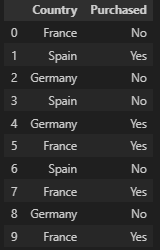 Country Purchased
0 France No
1 Spain Yes
2 Germany No
3 Spain No
4 Germany Yes
5 France Yes
6 Spain No
7 France Yes
8 Germany No
9 France Yes